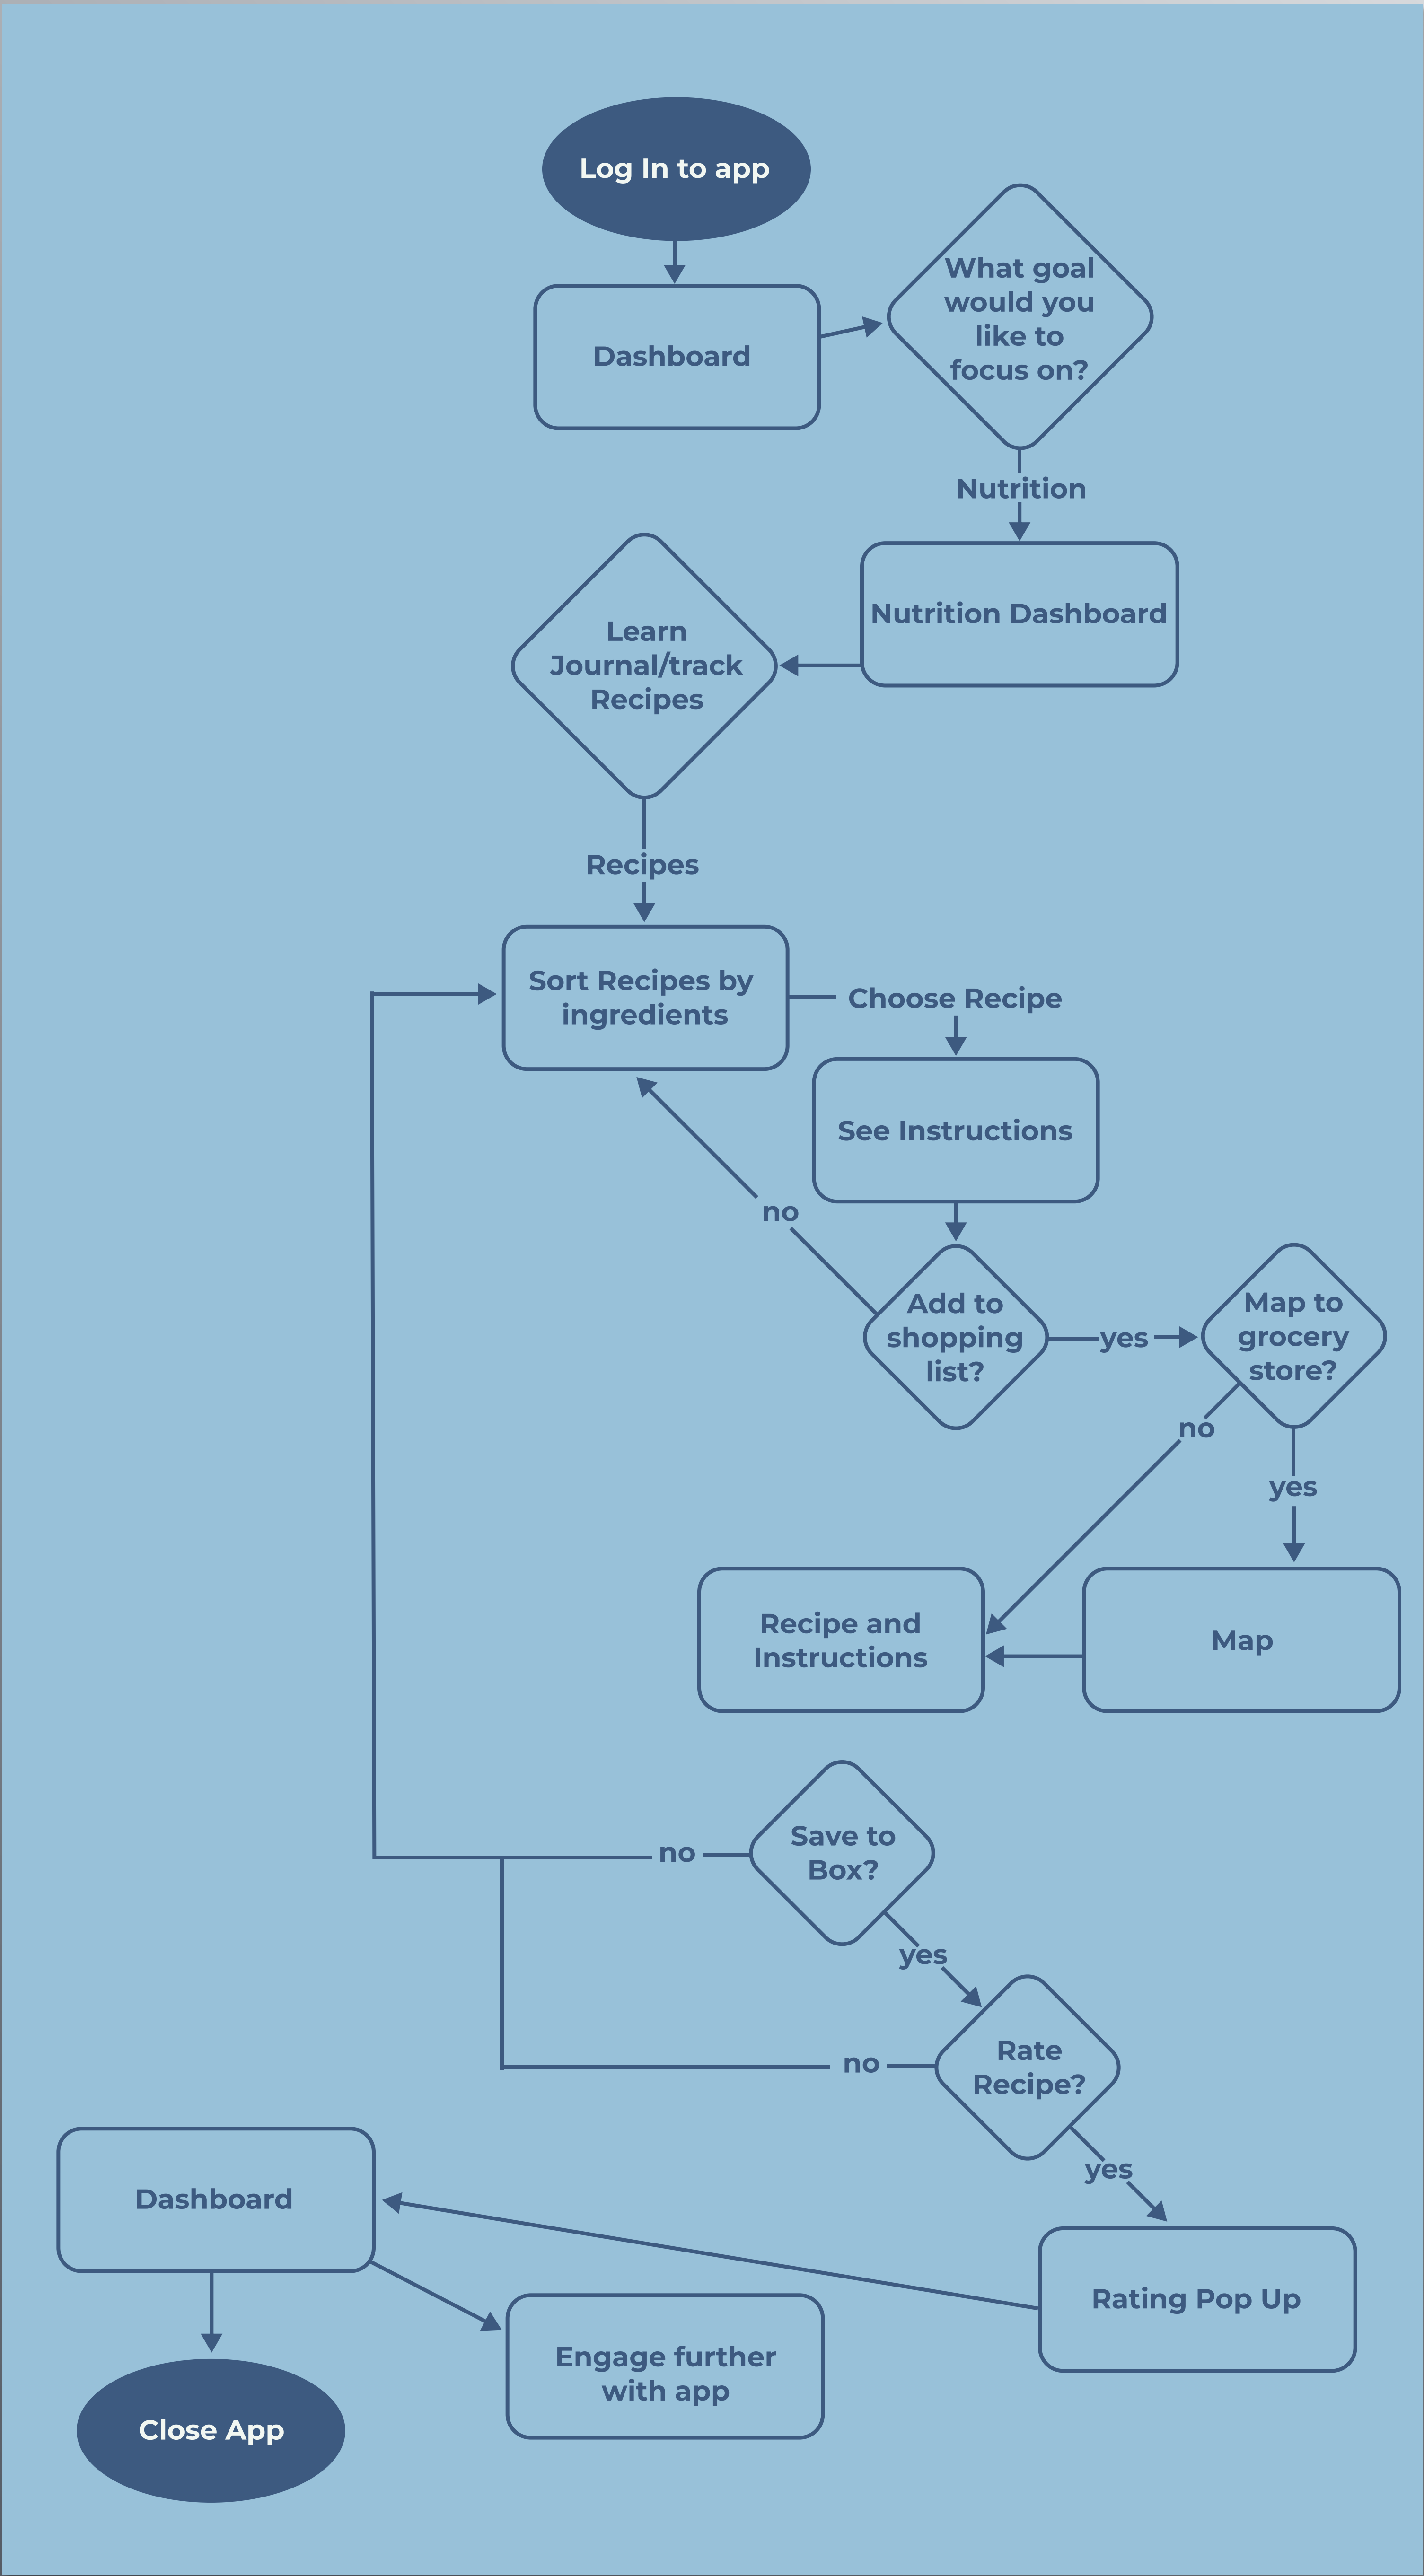 Log In to app
What goal
would you
like to
focus on?
Dashboard
Nutrition
Nutrition Dashboard
Learn
Journal/track
Recipes
Recipes
Sort Recipes by
ingredients
Choose Recipe
See Instructions
no
Add to
shopping
list?
yes
Map to
grocery
store?
no
yes
Recipe and
Instructions
Map
Save to
Box?
no
yes
Rate
Recipe?
no
yes
Dashboard
Rating Pop Up
Engage further
with app
Close App